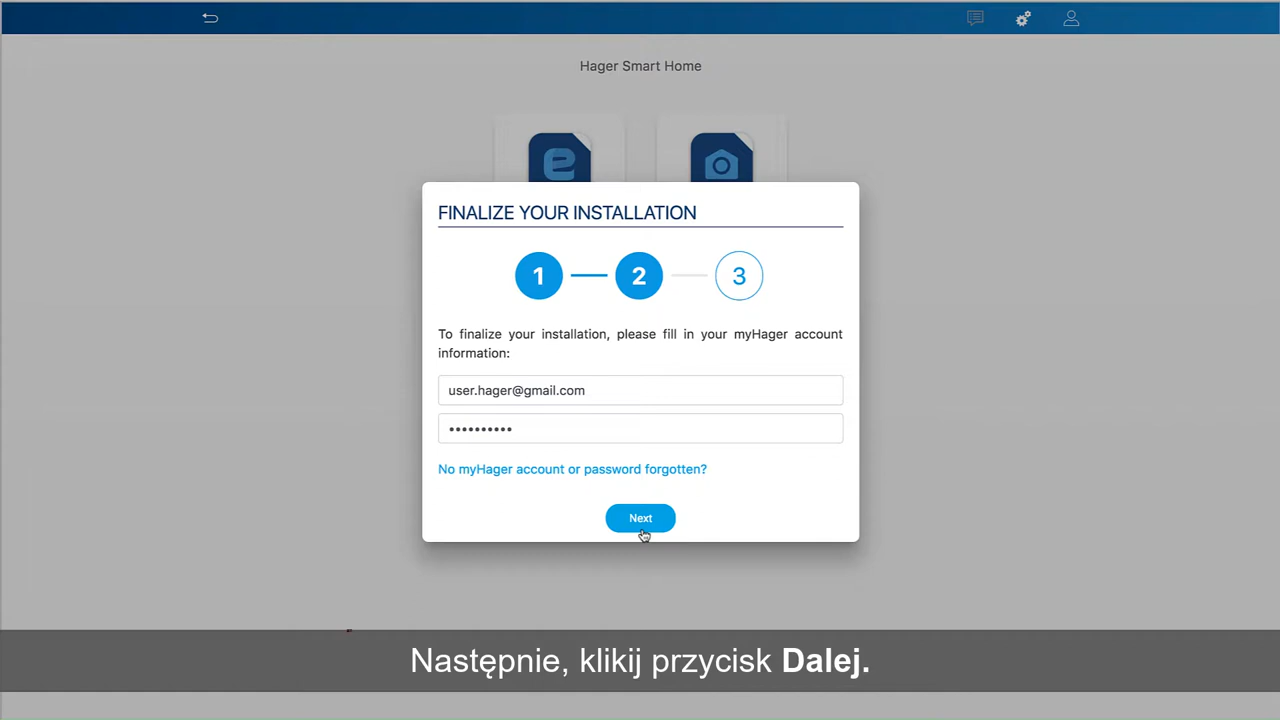 Hager Smart Home
e
FINALIZE YOUR INSTALLATION
1 2 3
To finalize your installation, please fill in your myHager account
information:
user.hager@gmail.com
••••••••••
No myHager account or password forgotten?
Next
Następnie, klikij przycisk Dalej.